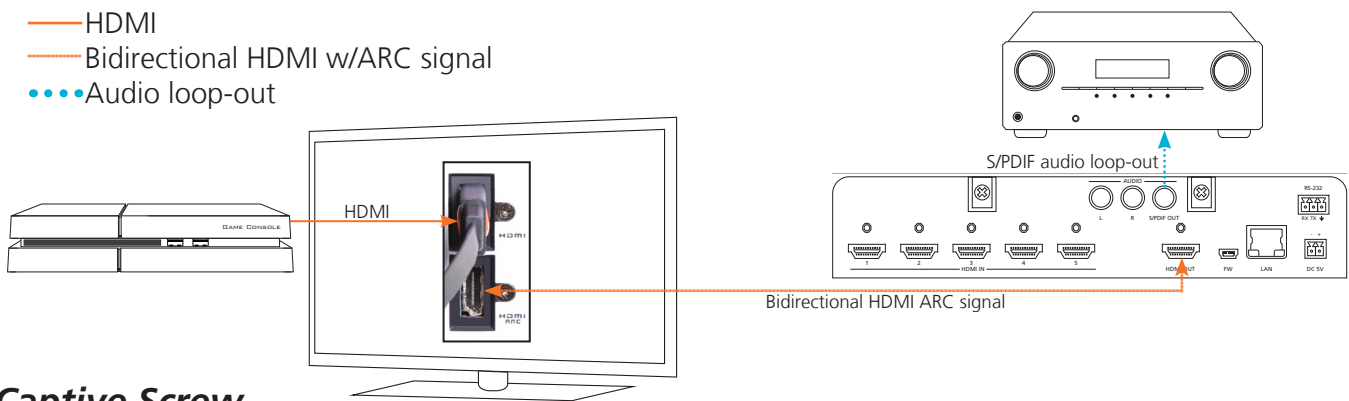 HDMI
Bidirectional HDMI w/ARC signal
Audio loop-out
S/PDIF audio loop-out
GAME CONSOLE
HDMI
HDMI
HDMI
ARC
AUDIO
L R S/PDIF OUT
RS-232
RX TX
1 2 3 4 5
HDMI IN
HDMI OUT
FW
LAN
- +
DC 5V
Bidirectional HDMI ARC signal
Captive Screw